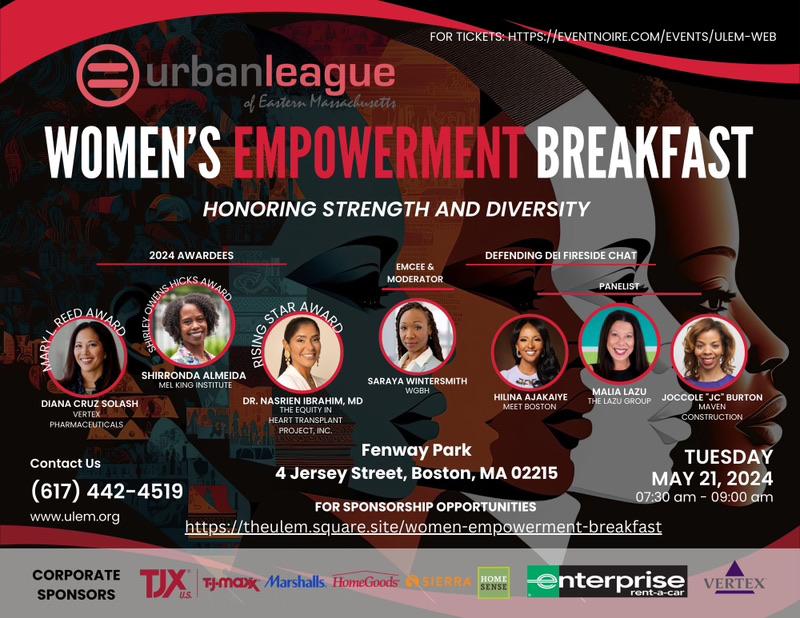 FOR TICKETS: HTTPS://EVENTNOIRE.COM/EVENTS/ULEM-WEB
urbanleague
of Eastern Massachusetts
WOMEN'S EMPOWERMENT BREAKFAST
HONORING STRENGTH AND DIVERSITY
2024 AWARDEES
MARY L. REED AWARD
DIANA CRUZ SOLASH
VERTEX
PHARMACEUTICALS
SHIRLEY OWENS HICKS AWARD
SHIRRONDA ALMEIDA
MEL KING INSTITUTE
RISING STAR AWARD
DR. NASRIEN IBRAHIM, MD
THE EQUITY IN
HEART TRANSPLANT
PROJECT, INC.
EMCEE &
MODERATOR
SARAYA WINTERSMITH
WGBH
DEFENDING DEI FIRESIDE CHAT
PANELIST
HILINA AJAKAIYE
MEET BOSTON
MALIA LAZU
THE LAZU GROUP
JOCCOLE "JC" BURTON
MAVEN
CONSTRUCTION
Contact Us
(617) 442-4519
www.ulem.org
Fenway Park
4 Jersey Street, Boston, MA 02215
FOR SPONSORSHIP OPPORTUNITIES
https://theulem.square.site/women-empowerment-breakfast
TUESDAY
MAY 21, 2024
07:30 am - 09:00 am
CORPORATE
SPONSORS
TJX
U.S.
T·J·maxx
Marshalls.
HomeGoods
SIERRA
HOME
SENSE
enterprise
rent-a-car
VERTEX